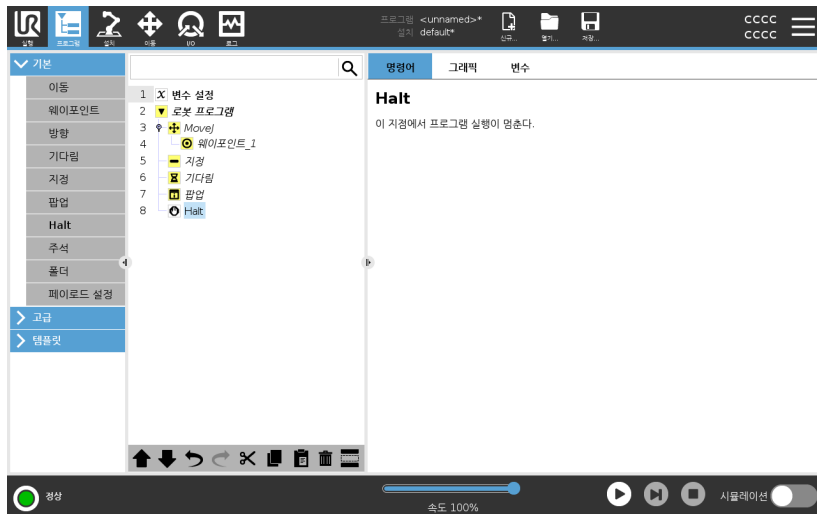 UR
실행
프로그램
설치
이동
I/O
로그
프로그램 <unnamed>*
설치 default*
신규...
열기...
저장...
CCCC
CCCC
기본
이동
웨이포인트
방향
기다림
지정
팝업
Halt
주석
폴더
페이로드 설정
고급
템플릿
1 X 변수 설정
2 로봇 프로그램
3 MoveJ
4 웨이포인트_1
5 지정
6 기다림
7 팝업
8 Halt
명령어 그래픽 변수
Halt
이 지점에서 프로그램 실행이 멈춘다.
정상
속도 100%
시뮬레이션